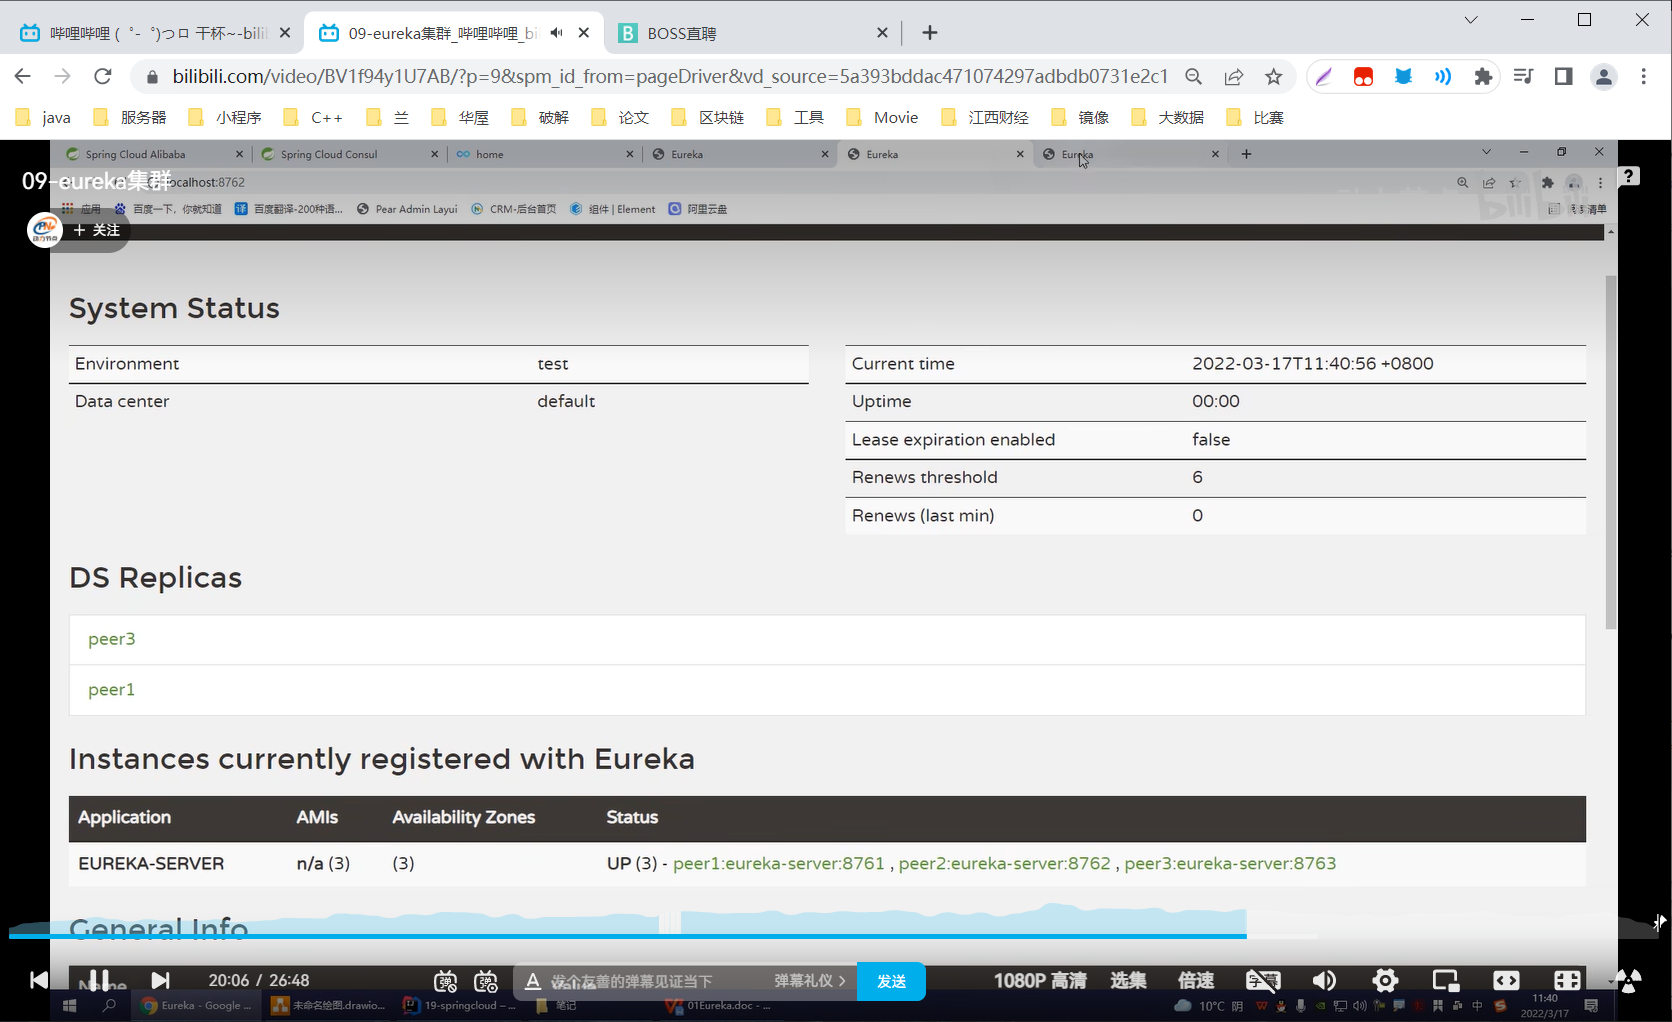 哔哩哔哩 (゜-゜)つロ 干杯~-bili
09-eureka集群_哔哩哔哩_bi
BOSS直聘
bilibili.com/video/BV1f94y1U7AB/?p=9&spm_id_from=pageDriver&vd_source=5a393bddac471074297adbdb0731e2c1
java 服务器 小程序 C++ 兰 华屋 破解 论文 区块链 工具 Movie 江西财经 镜像 大数据 比赛
Spring Cloud Alibaba Spring Cloud Consul home Eureka Eureka Eureka
09-eureka集群
localhost:8762
应用 百度一下，你就知道 百度翻译-200种语... Pear Admin Layui CRM-后台首页 组件 | Element 阿里云盘
+ 关注
System Status
Environment test
Data center default
Current time 2022-03-17T11:40:56 +0800
Uptime 00:00
Lease expiration enabled false
Renews threshold 6
Renews (last min) 0
DS Replicas
peer3
peer1
Instances currently registered with Eureka
Application AMIs Availability Zones Status
EUREKA-SERVER n/a (3) (3) UP (3) - peer1:eureka-server:8761 , peer2:eureka-server:8762 , peer3:eureka-server:8763
General Info
Name Value
20:06 / 26:48 发个友善的弹幕见证当下 弹幕礼仪 > 发送 1080P 高清 选集 倍速 字幕
Eureka - Google ... 未命名绘图.drawio... 19-springcloud – ... 笔记 01Eureka.doc - ... 10°C 阴 中 11:40
2022/3/17